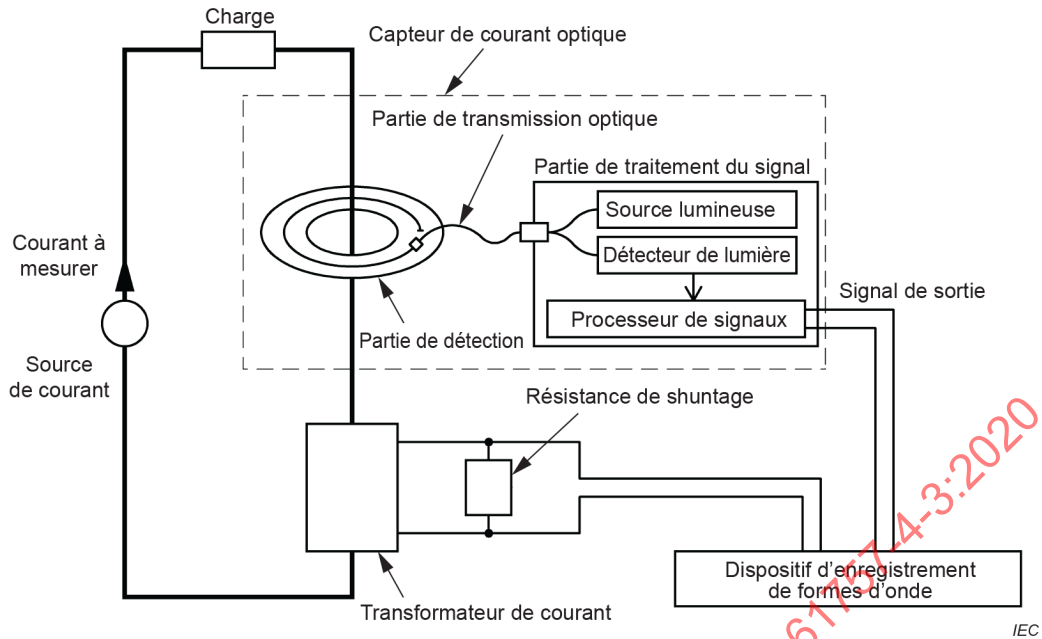 Charge
Capteur de courant optique
Partie de transmission optique
Partie de traitement du signal
Source lumineuse
Détecteur de lumière
Processeur de signaux
Signal de sortie
Courant à
mesurer
Partie de détection
Source
de courant
Résistance de shuntage
Transformateur de courant
Dispositif d'enregistrement
de formes d'onde
61757-4-3:2020
IEC